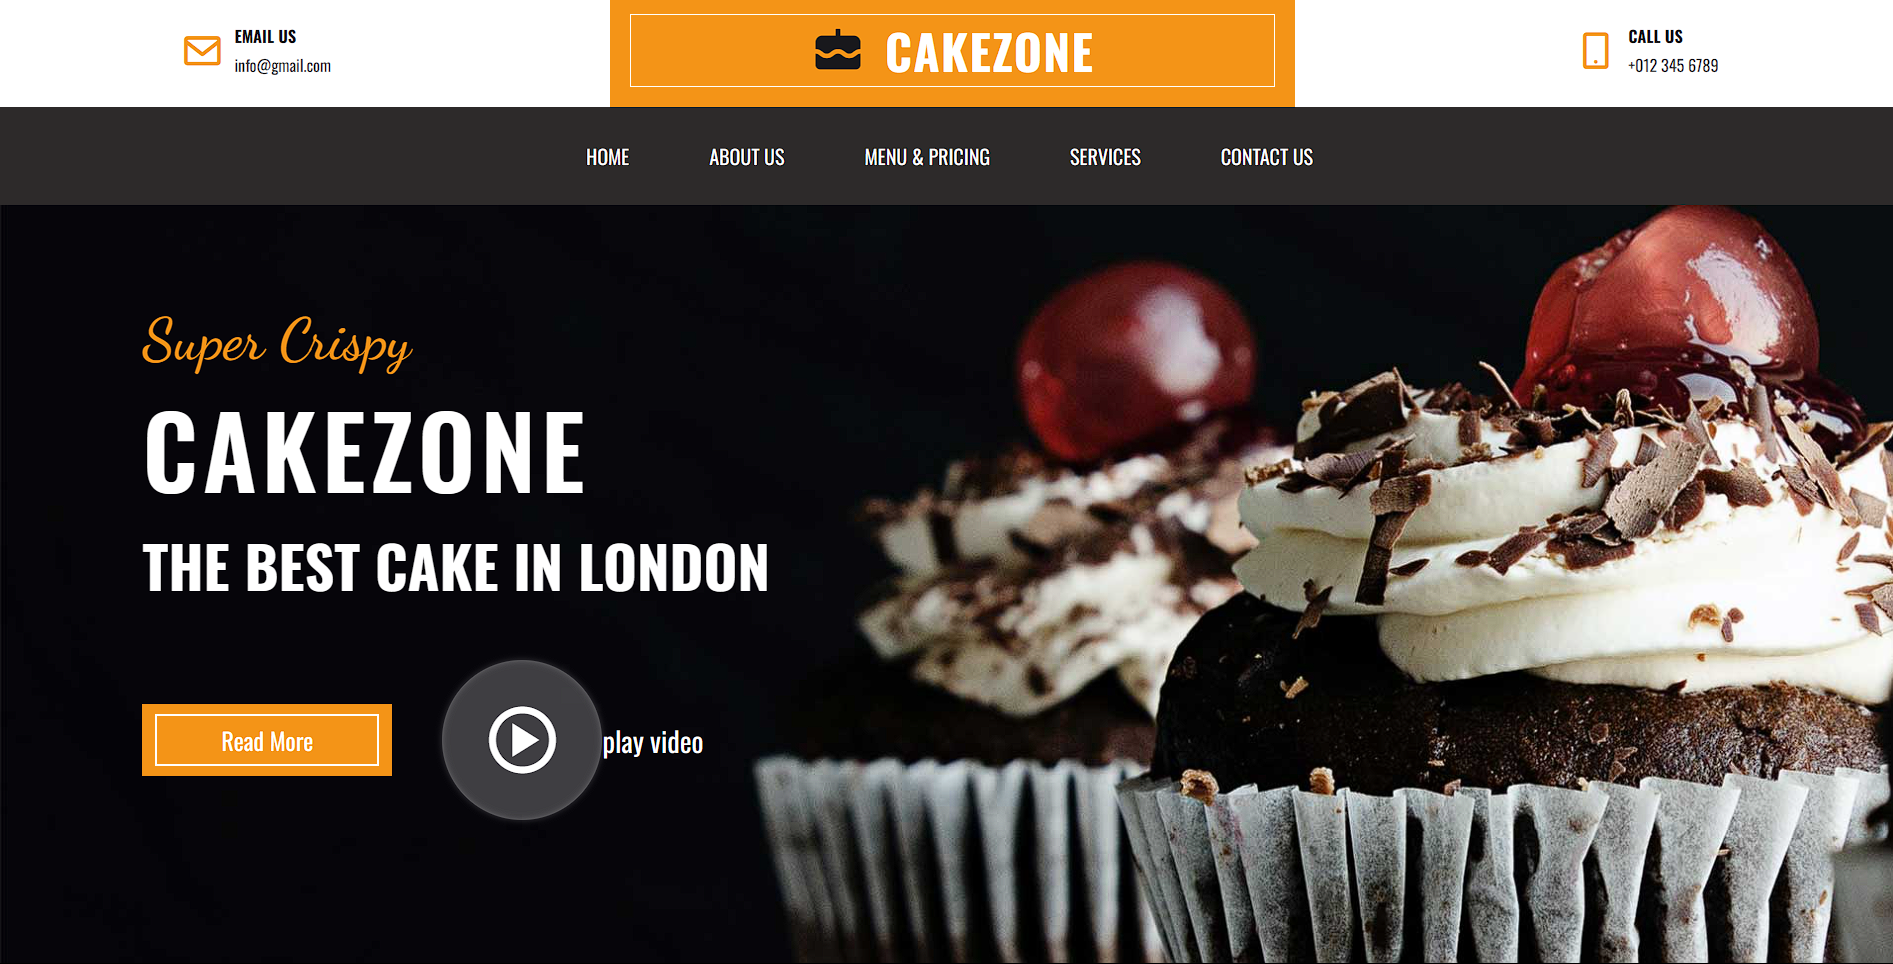 EMAIL US
info@gmail.com
CAKEZONE
CALL US
+012 345 6789
HOME ABOUT US MENU & PRICING SERVICES CONTACT US
Super Crispy
CAKEZONE
THE BEST CAKE IN LONDON
Read More
play video